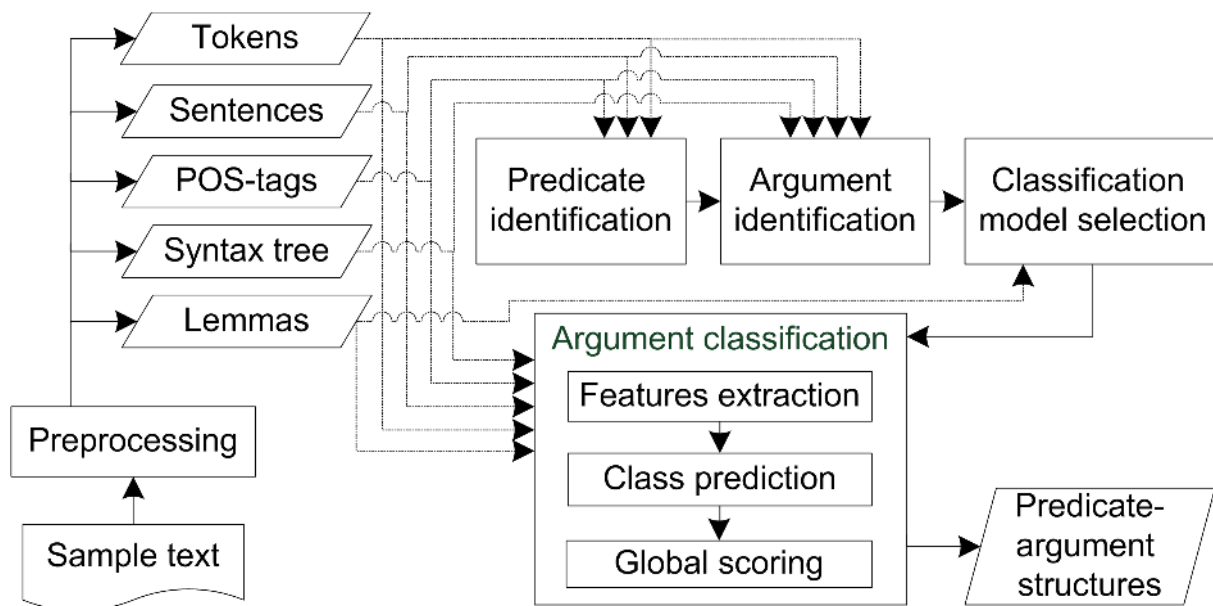 Tokens
Sentences
POS-tags
Syntax tree
Lemmas
Preprocessing
Sample text
Predicate
identification
Argument
identification
Classification
model selection
Argument classification
Features extraction
Class prediction
Global scoring
Predicate-
argument
structures